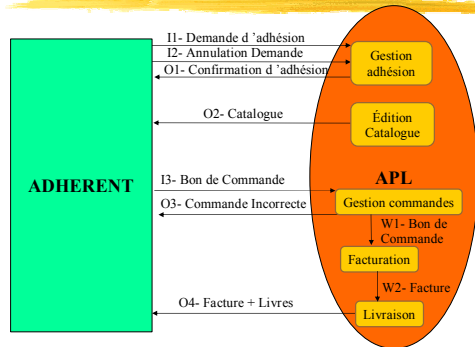 I1- Demande d ’adhésion
I2- Annulation Demande
O1- Confirmation d ’adhésion
Gestion
adhésion
O2- Catalogue
Édition
Catalogue
ADHERENT
I3- Bon de Commande
APL
O3- Commande Incorrecte
Gestion commandes
W1- Bon de
Commande
Facturation
W2- Facture
O4- Facture + Livres
Livraison